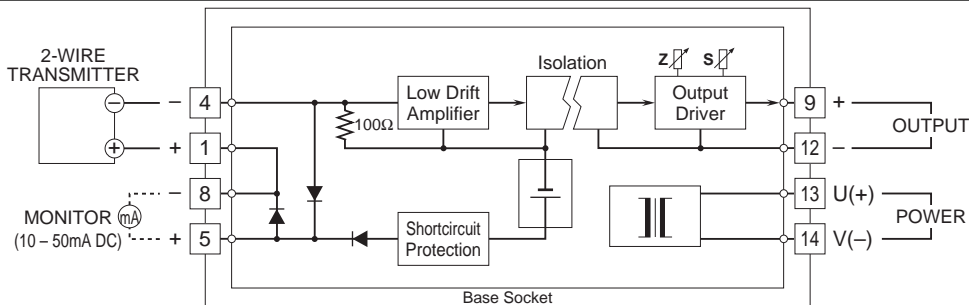 2-WIRE
TRANSMITTER
−
+
− 4
+ 1
− 8
+ 5
MONITOR mA
(10 – 50mA DC)
100Ω
Low Drift
Amplifier
Isolation
Z S
Output
Driver
Shortcircuit
Protection
9 +
12 −
OUTPUT
13 U(+)
14 V(–)
POWER
Base Socket